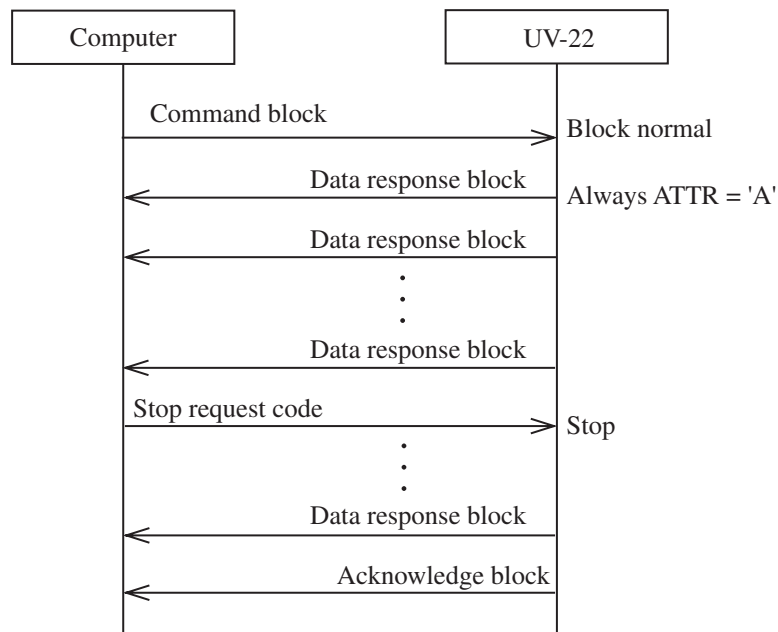 Computer
UV-22
Command block
Block normal
Data response block
Always ATTR = 'A'
Data response block
Data response block
Stop request code
Stop
Data response block
Acknowledge block